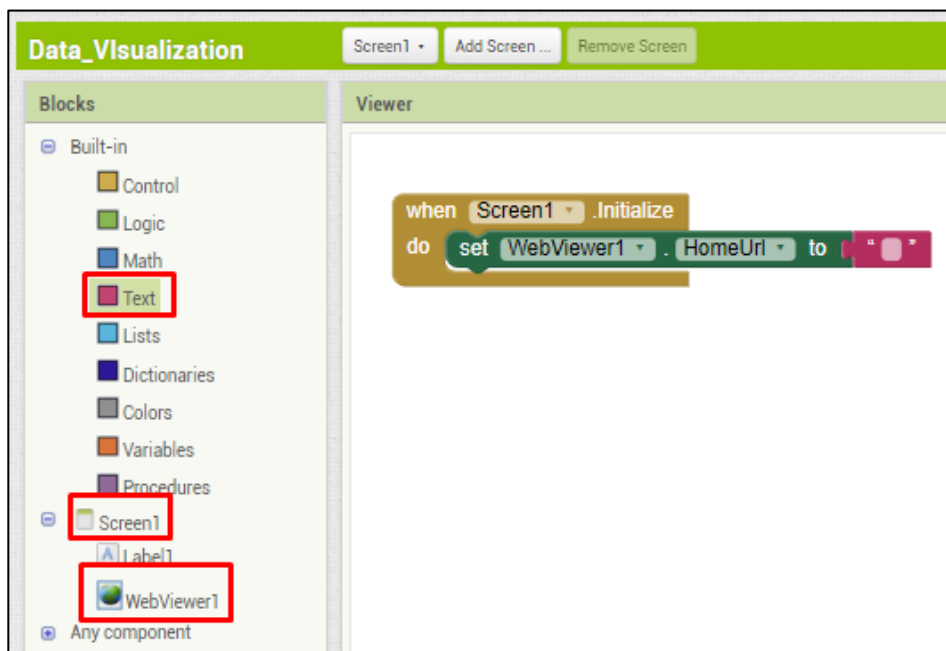 Data_VIsualization Screen1 Add Screen ... Remove Screen
Blocks
Viewer
Built-in
Control
Logic
Math
Text
Lists
Dictionaries
Colors
Variables
Procedures
Screen1
Label1
WebViewer1
Any component
when Screen1 .Initialize
do set WebViewer1 . HomeUrl to " "